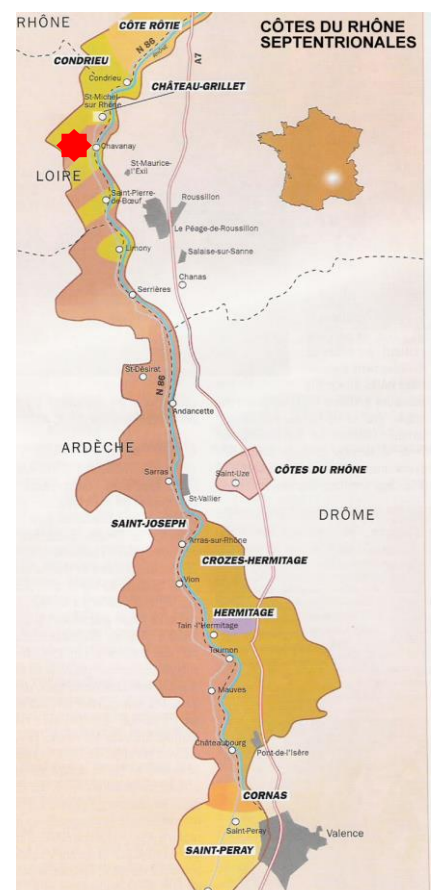 RHÔNE
CÔTE RÔTIE
CÔTES DU RHÔNE
SEPTENTRIONALES
N 86
A7
CONDRIEU
Condrieu
CHÂTEAU-GRILLET
St-Michel
sur Rhône
Chavanay
St-Maurice-
l'Exil
LOIRE
Saint-Pierre-
de-Bœuf
Roussillon
Le Péage-de-Roussillon
Limony
Salaise-sur-Sanne
Chanas
Serrières
St-Désirat
N 86
Andancette
ARDÈCHE
Sarras
Saint-Uze
CÔTES DU RHÔNE
St-Vallier
DRÔME
SAINT-JOSEPH
Arras-sur-Rhône
CROZES-HERMITAGE
Vion
HERMITAGE
Tain-l'Hermitage
Tournon
Mauves
Châteaubourg
Pont-de-l'Isère
CORNAS
Saint-Peray
Valence
SAINT-PERAY